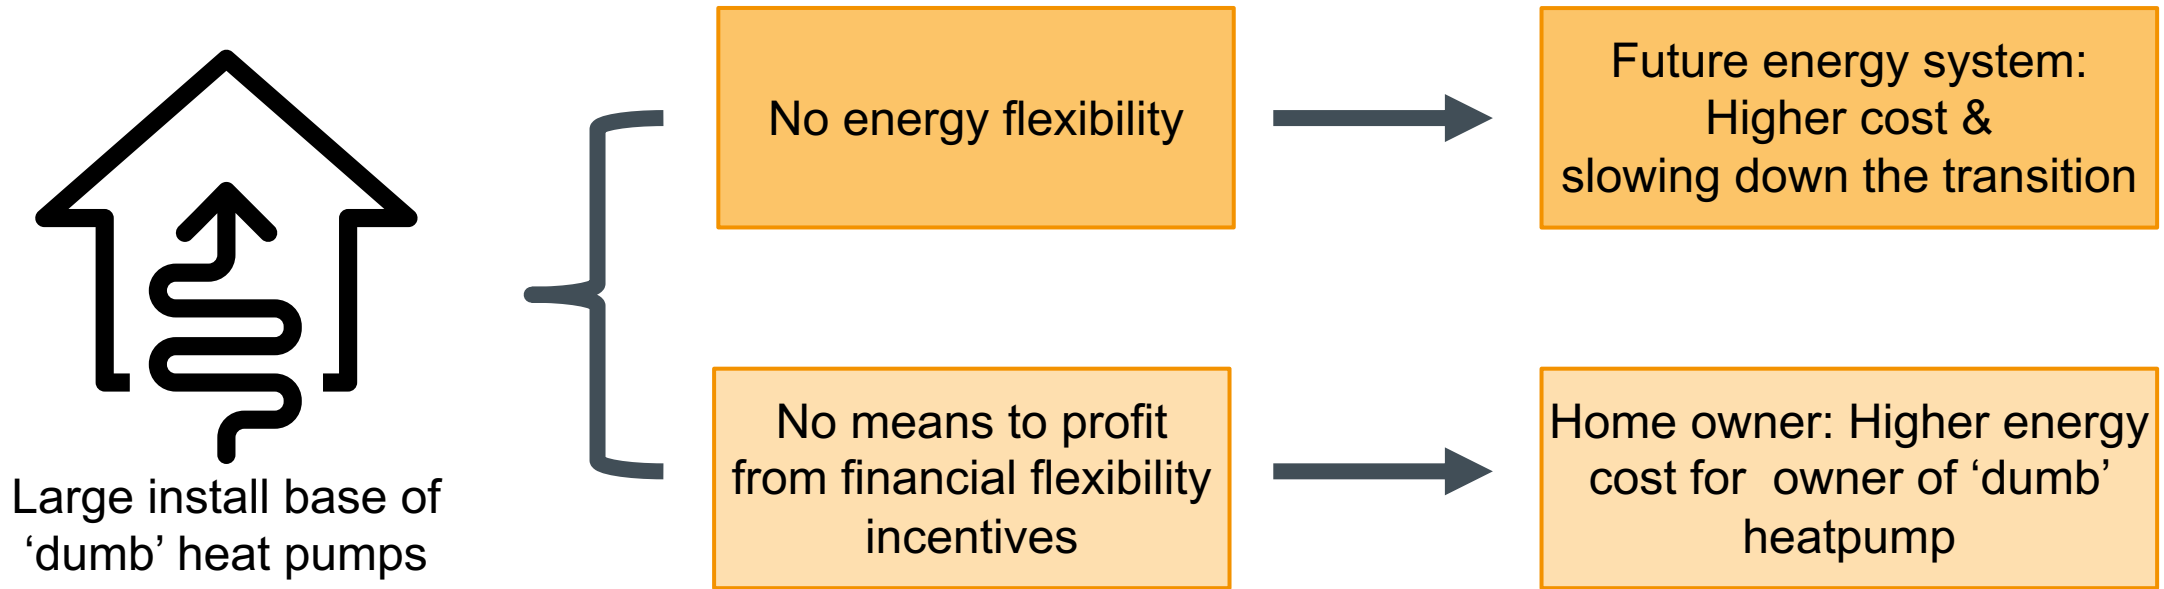 Large install base of
‘dumb’ heat pumps
No energy flexibility
Future energy system:
Higher cost &
slowing down the transition
No means to profit
from financial flexibility
incentives
Home owner: Higher energy
cost for  owner of ‘dumb’
heatpump